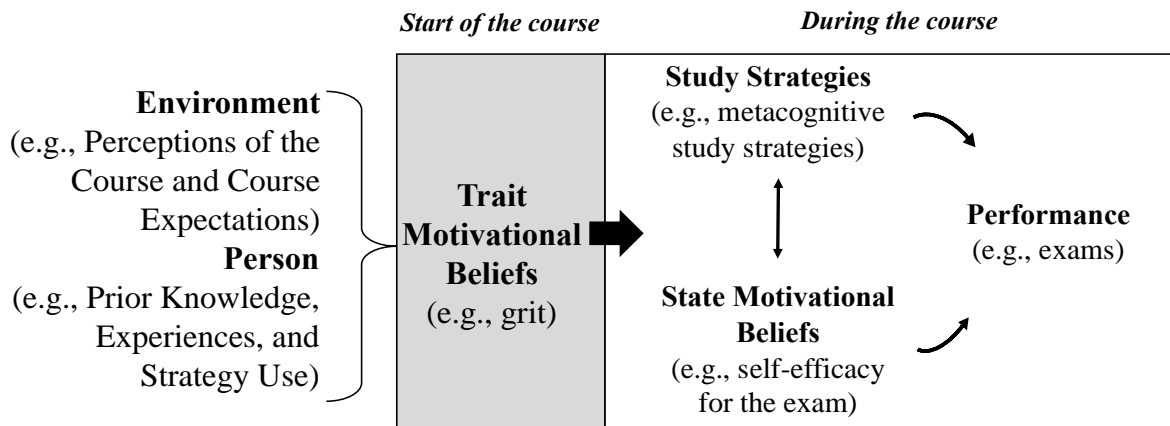 Start of the course
During the course
Environment
(e.g., Perceptions of the
Course and Course
Expectations)
Person
(e.g., Prior Knowledge,
Experiences, and
Strategy Use)
Trait
Motivational
Beliefs
(e.g., grit)
Study Strategies
(e.g., metacognitive
study strategies)
State Motivational
Beliefs
(e.g., self-efficacy
for the exam)
Performance
(e.g., exams)